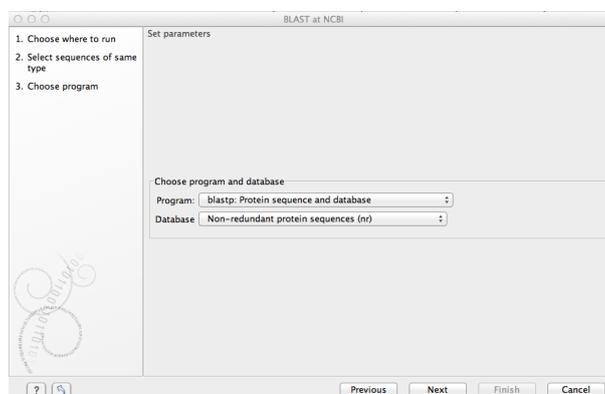 BLAST at NCBI
1. Choose where to run
2. Select sequences of same
type
3. Choose program
Set parameters
Choose program and database
Program: blastp: Protein sequence and database
Database Non-redundant protein sequences (nr)
? Previous Next Finish Cancel